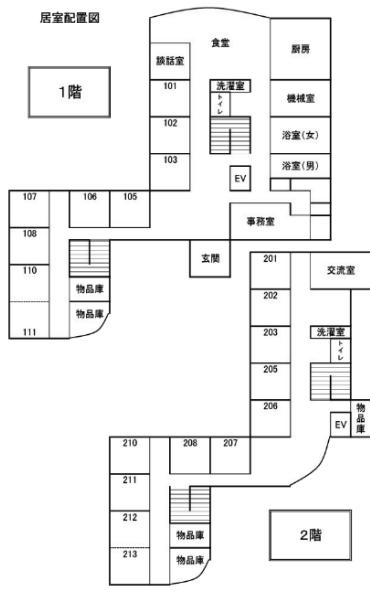 居室配置図
1階
食堂
厨房
談話室
101
洗濯室
トイレ
機械室
102
浴室(女)
103
浴室(男)
EV
107
106
105
108
事務室
玄関
110
物品庫
物品庫
111
201
交流室
202
203
洗濯室
トイレ
205
206
EV
物品庫
210
208
207
211
212
物品庫
213
物品庫
2階